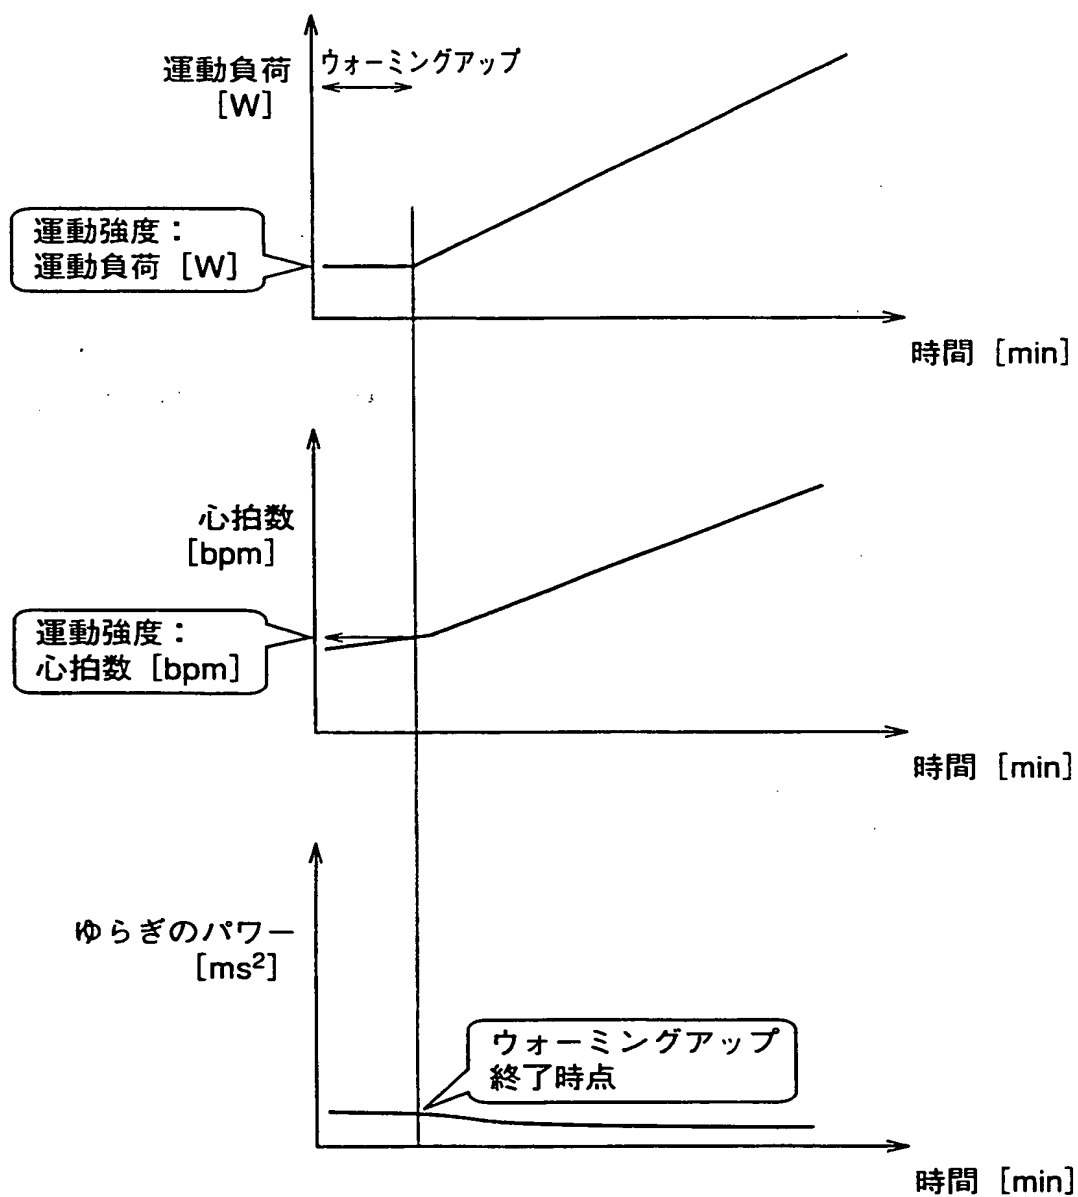 運動負荷
[W]
ウォーミングアップ
運動強度：
運動負荷 [W]
時間 [min]
心拍数
[bpm]
運動強度：
心拍数 [bpm]
時間 [min]
ゆらぎのパワー
[ms²]
ウォーミングアップ
終了時点
時間 [min]